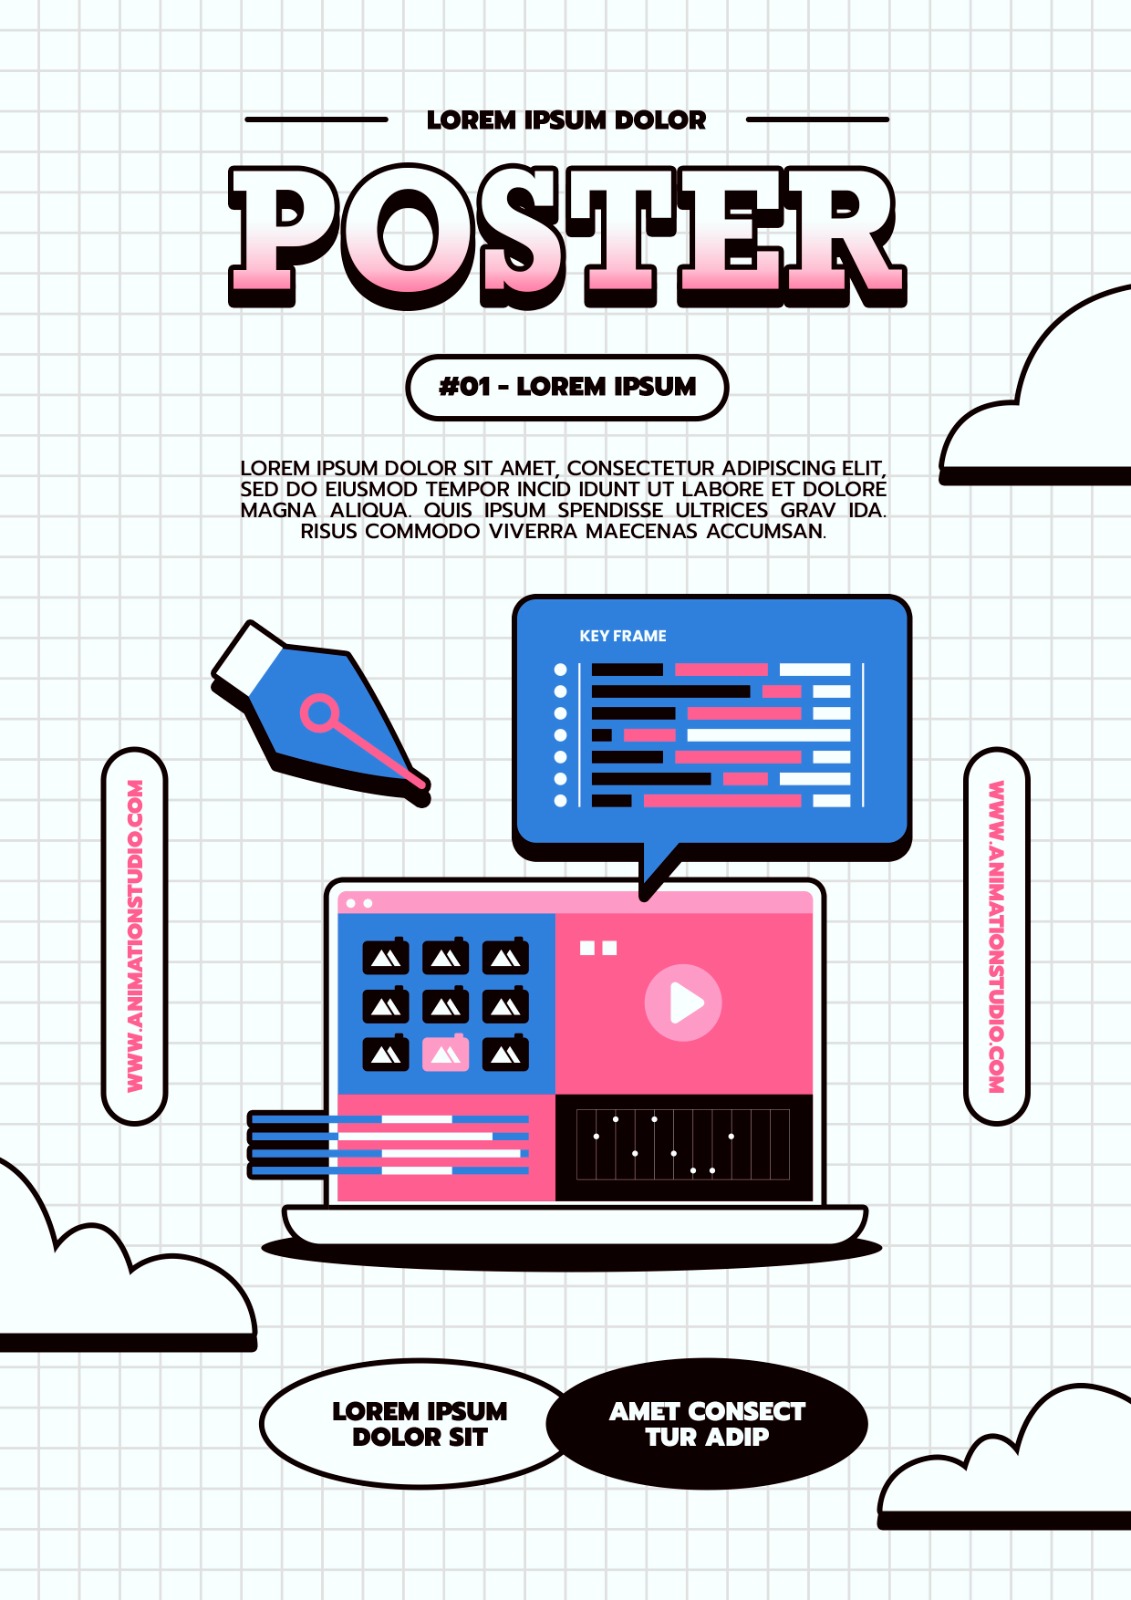 LOREM IPSUM DOLOR
POSTER
#01 - LOREM IPSUM
LOREM IPSUM DOLOR SIT AMET, CONSECTETUR ADIPISCING ELIT,
SED DO EIUSMOD TEMPOR INCID IDUNT UT LABORE ET DOLORE
MAGNA ALIQUA. QUIS IPSUM SPENDISSE ULTRICES GRAV IDA.
RISUS COMMODO VIVERRA MAECENAS ACCUMSAN.
KEY FRAME
WWW.ANIMATIONSTUDIO.COM
WWW.ANIMATIONSTUDIO.COM
LOREM IPSUM
DOLOR SIT
AMET CONSECT
TUR ADIP